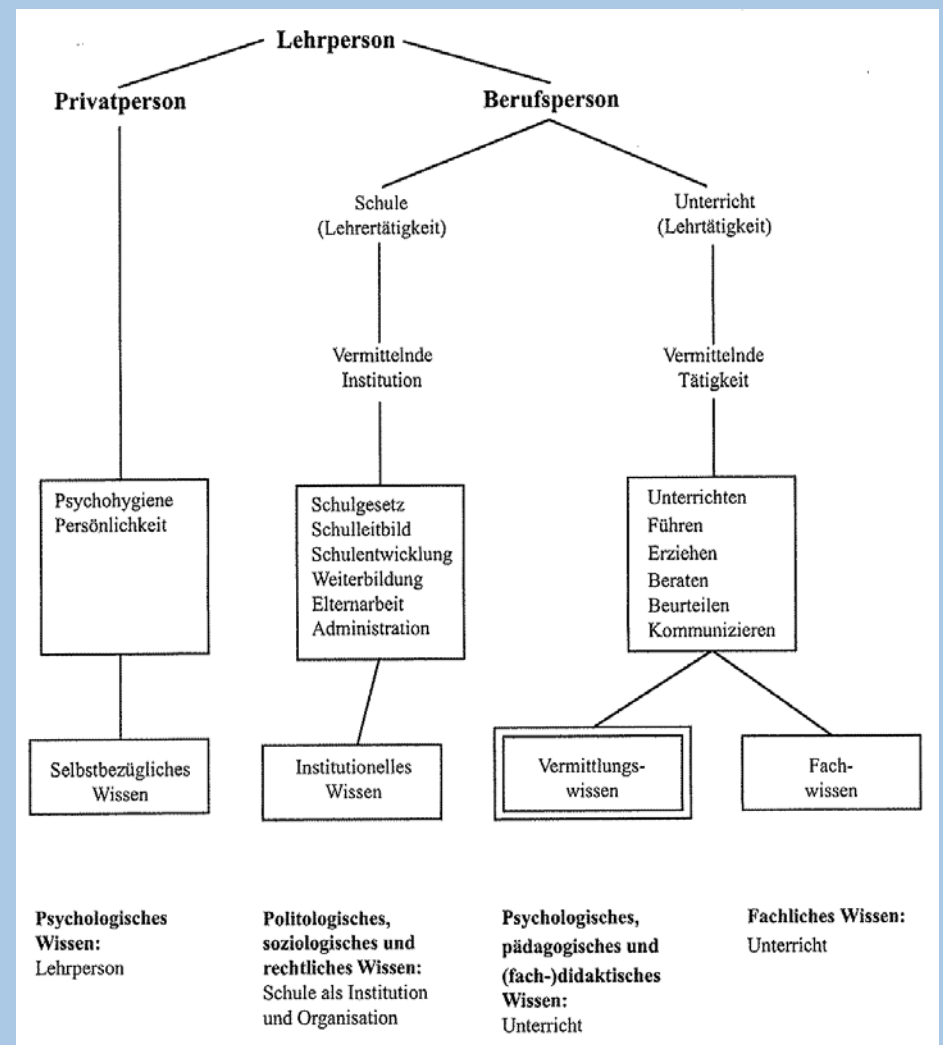 Lehrperson
Privatperson
Berufsperson
Schule
(Lehrertätigkeit)
Unterricht
(Lehrtätigkeit)
Vermittelnde
Institution
Vermittelnde
Tätigkeit
Psychohygiene
Persönlichkeit
Schulgesetz
Schulleitbild
Schulentwicklung
Weiterbildung
Elternarbeit
Administration
Unterrichten
Führen
Erziehen
Beraten
Beurteilen
Kommunizieren
Selbstbezügliches
Wissen
Institutionelles
Wissen
Vermittlungs-
wissen
Fach-
wissen
Psychologisches
Wissen:
Lehrperson
Politologisches,
soziologisches und
rechtliches Wissen:
Schule als Institution
und Organisation
Psychologisches,
pädagogisches und
(fach-)didaktisches
Wissen:
Unterricht
Fachliches Wissen:
Unterricht